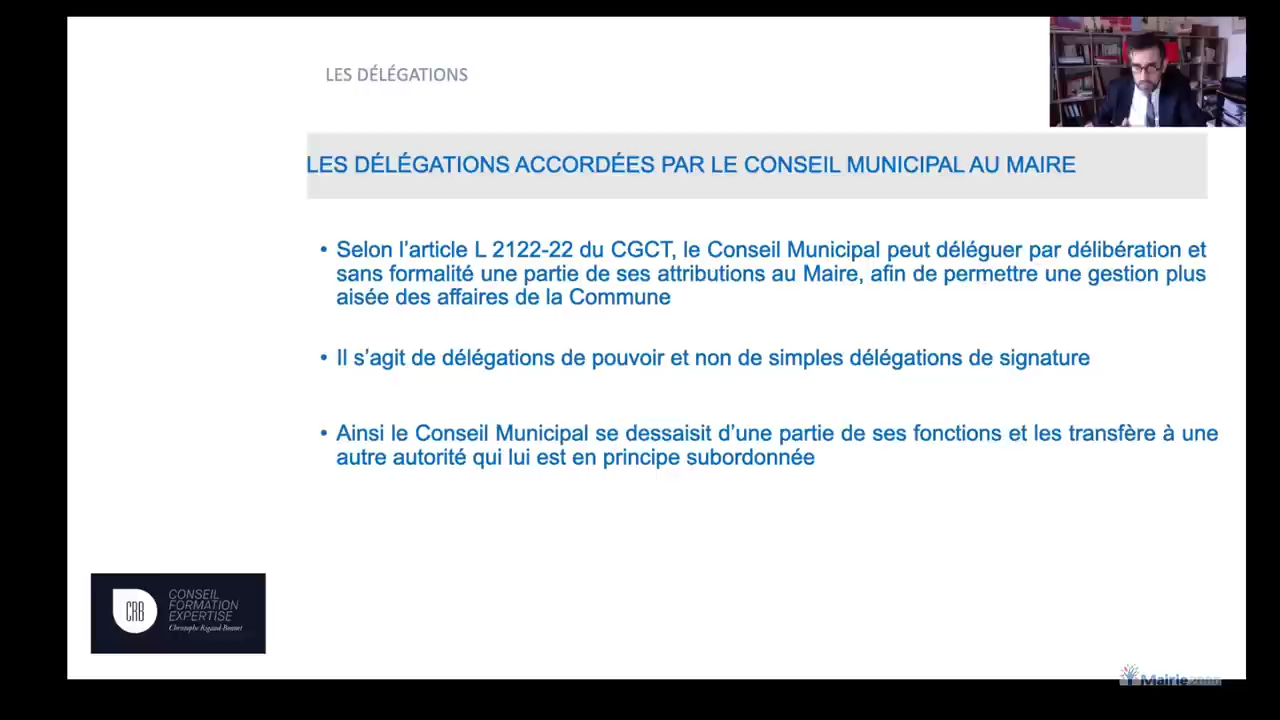 LES DÉLÉGATIONS
LES DÉLÉGATIONS ACCORDÉES PAR LE CONSEIL MUNICIPAL AU MAIRE
• Selon l’article L 2122-22 du CGCT, le Conseil Municipal peut déléguer par délibération et
sans formalité une partie de ses attributions au Maire, afin de permettre une gestion plus
aisée des affaires de la Commune
• Il s’agit de délégations de pouvoir et non de simples délégations de signature
• Ainsi le Conseil Municipal se dessaisit d’une partie de ses fonctions et les transfère à une
autre autorité qui lui est en principe subordonnée
CRB
CONSEIL
FORMATION
EXPERTISE
Christophe Rigaud-Bonnet
Mairie2000